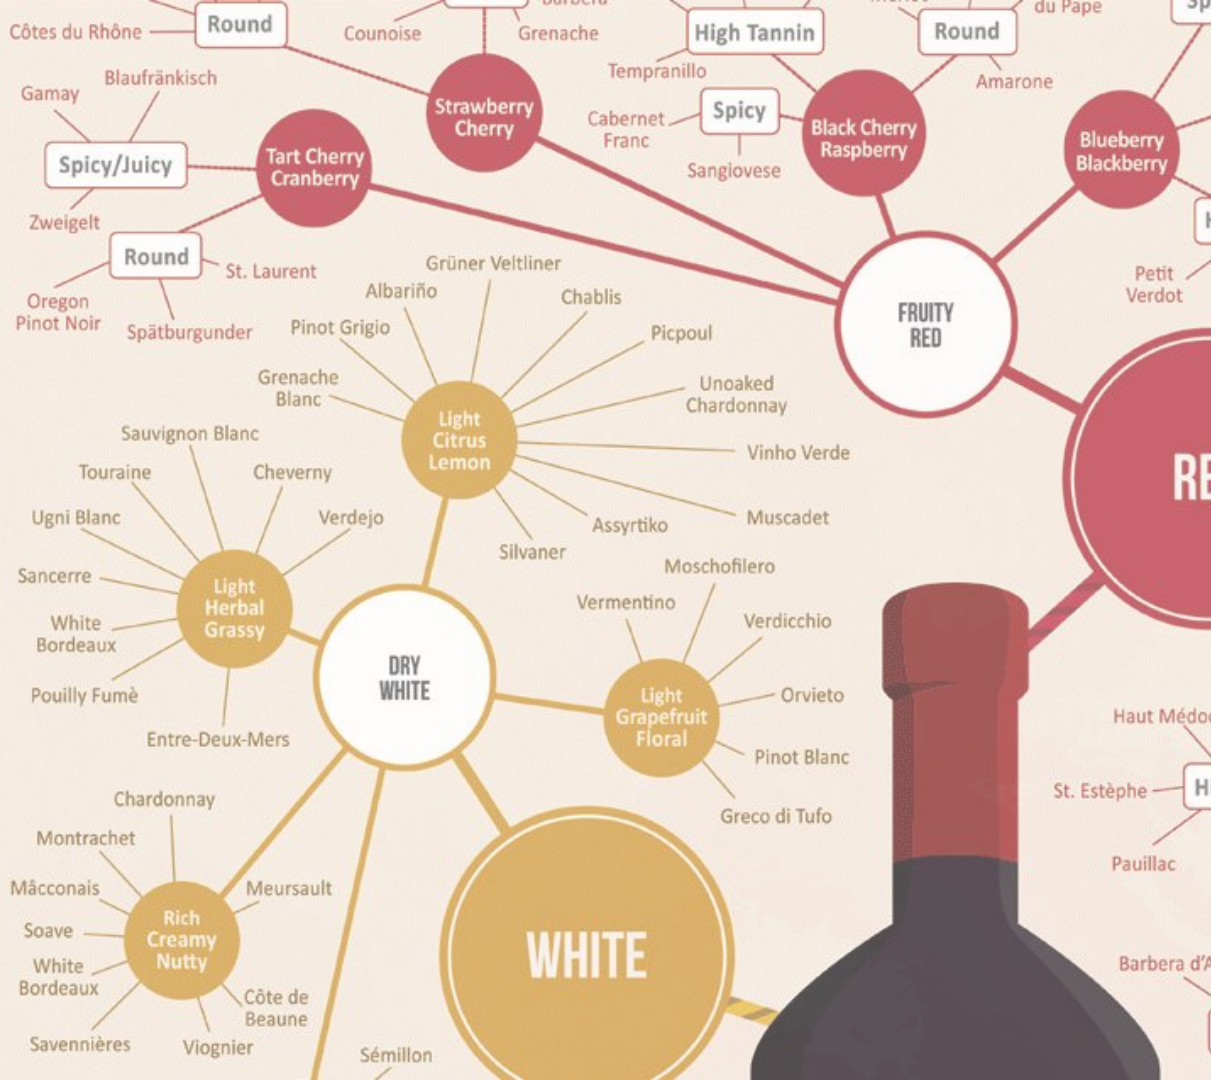 Barbera
Merlot
du Pape
Côtes du Rhône
Round
Counoise
Grenache
High Tannin
Round
Tempranillo
Amarone
Blaufränkisch
Gamay
Strawberry
Cherry
Cabernet
Franc
Spicy
Sangiovese
Black Cherry
Raspberry
Blueberry
Blackberry
Spicy/Juicy
Tart Cherry
Cranberry
Zweigelt
Round
St. Laurent
Oregon
Pinot Noir
Spätburgunder
Petit
Verdot
FRUITY
RED
Grüner Veltliner
Albariño
Chablis
Pinot Grigio
Picpoul
Grenache
Blanc
Unoaked
Chardonnay
Light
Citrus
Lemon
Vinho Verde
Muscadet
Assyrtiko
Silvaner
RE
Sauvignon Blanc
Touraine
Cheverny
Ugni Blanc
Verdejo
Sancerre
Light
Herbal
Grassy
White
Bordeaux
Pouilly Fumè
Entre-Deux-Mers
Moschofilero
Vermentino
Verdicchio
Light
Grapefruit
Floral
Orvieto
Pinot Blanc
Greco di Tufo
DRY
WHITE
Haut Médoc
St. Estèphe
H
Pauillac
Chardonnay
Montrachet
Mâcconais
Meursault
Soave
Rich
Creamy
Nutty
White
Bordeaux
Côte de
Beaune
Savennières
Viognier
WHITE
Barbera d'A
Sémillon